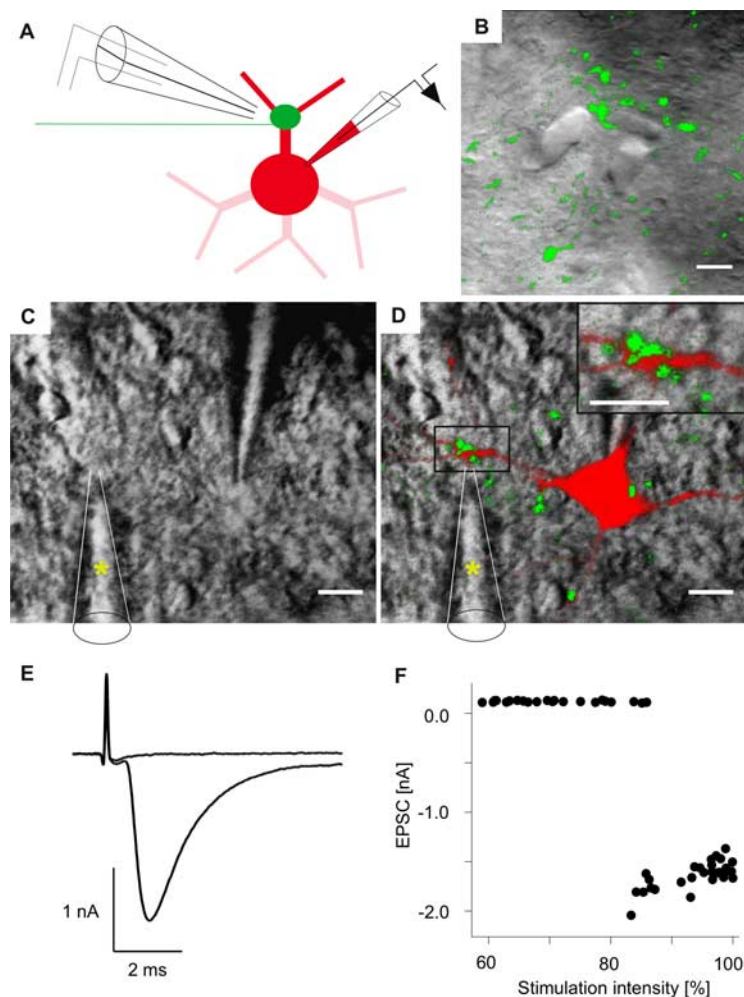 A
B
C
D
*
*
E
1 nA
2 ms
F
EPSC [nA]
0.0
-1.0
-2.0
60
80
100
Stimulation intensity [%]